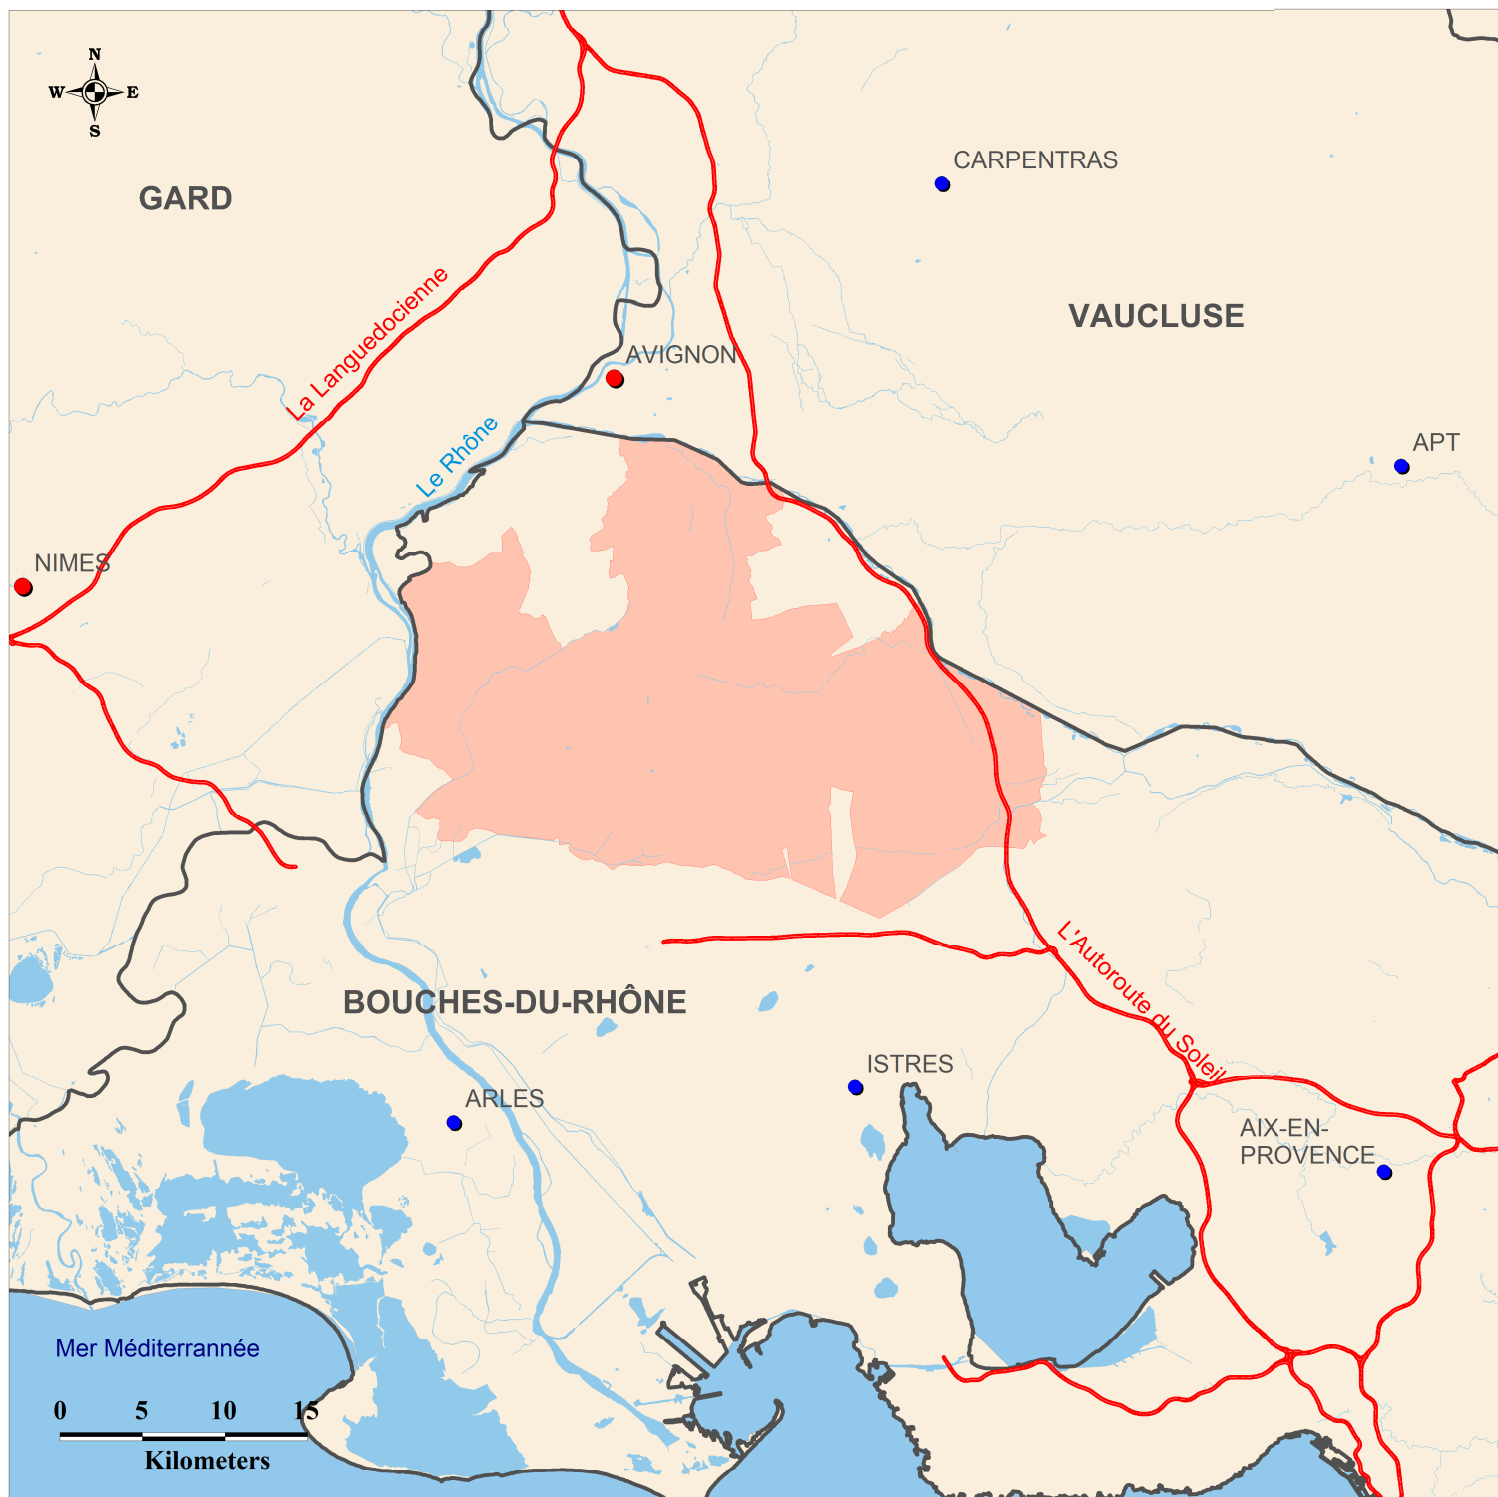 N
W E
S
CARPENTRAS
GARD
VAUCLUSE
La Languedocienne
AVIGNON
Le Rhône
APT
NIMES
L'Autoroute du Soleil
BOUCHES-DU-RHÔNE
ISTRES
ARLES
AIX-EN-
PROVENCE
Mer Méditerrannée
0 5 10 15
Kilometers